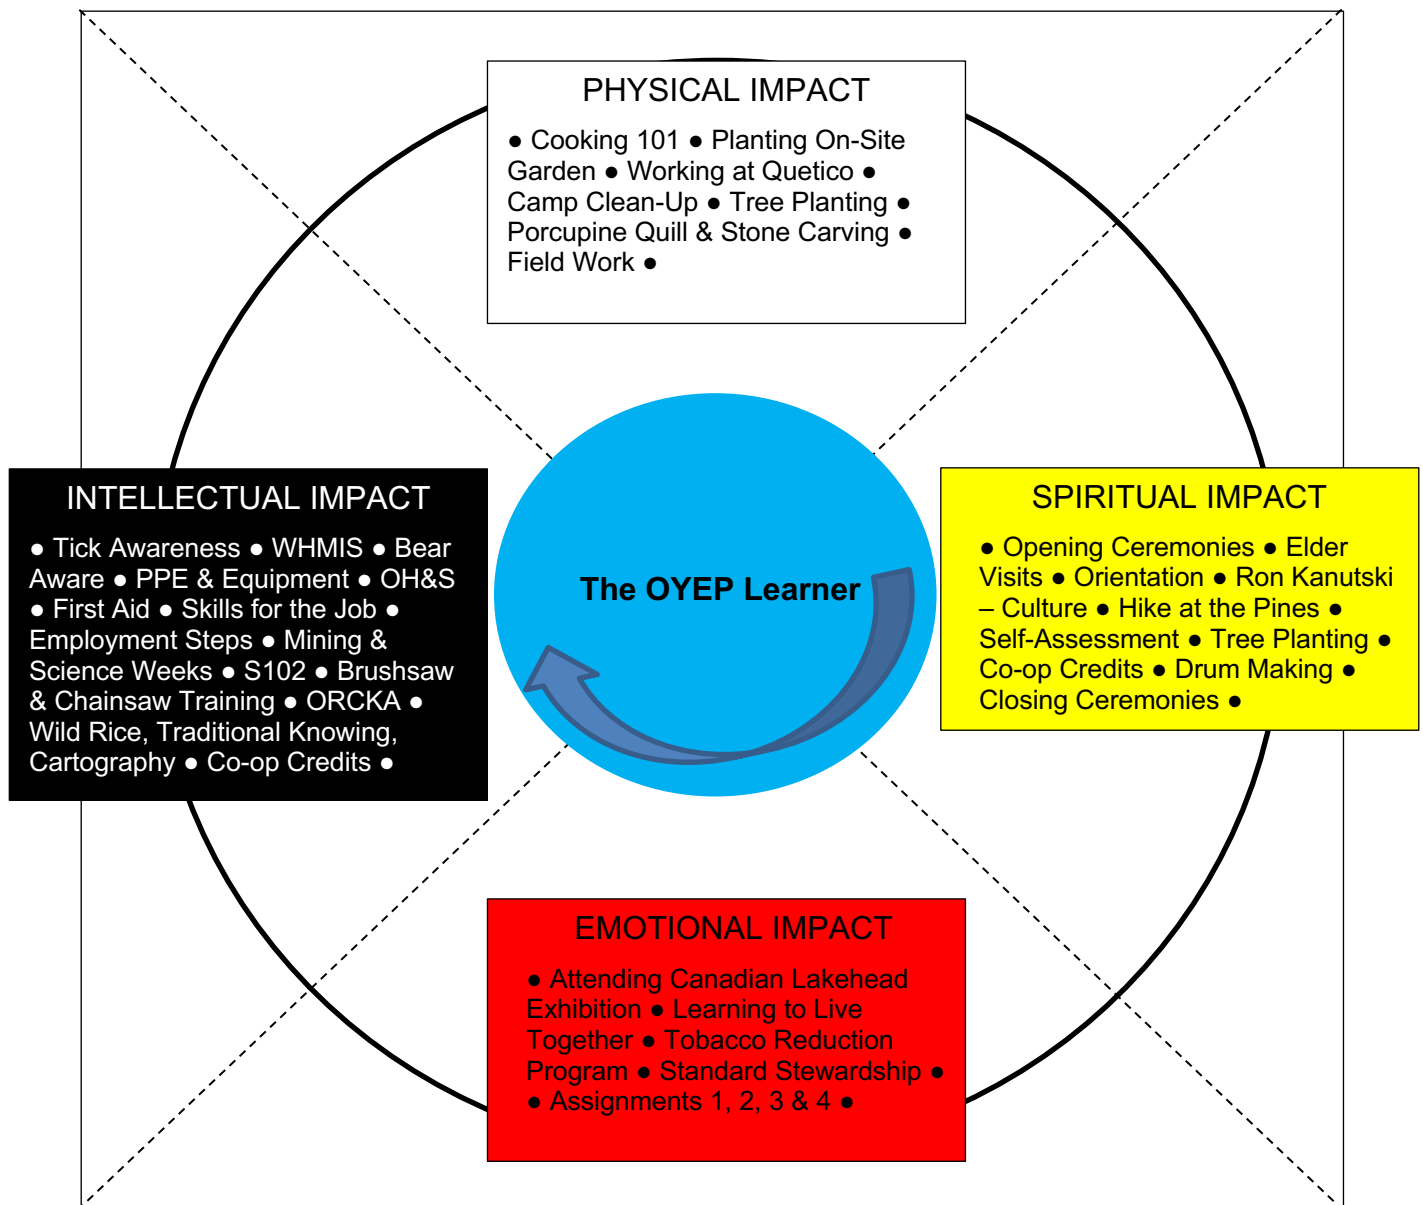 PHYSICAL IMPACT
● Cooking 101 ● Planting On-Site
Garden ● Working at Quetico ●
Camp Clean-Up ● Tree Planting ●
Porcupine Quill & Stone Carving ●
Field Work ●
INTELLECTUAL IMPACT
● Tick Awareness ● WHMIS ● Bear
Aware ● PPE & Equipment ● OH&S
● First Aid ● Skills for the Job ●
Employment Steps ● Mining &
Science Weeks ● S102 ● Brushsaw
& Chainsaw Training ● ORCKA ●
Wild Rice, Traditional Knowing,
Cartography ● Co-op Credits ●
The OYEP Learner
SPIRITUAL IMPACT
● Opening Ceremonies ● Elder
Visits ● Orientation ● Ron Kanutski
– Culture ● Hike at the Pines ●
Self-Assessment ● Tree Planting ●
Co-op Credits ● Drum Making ●
Closing Ceremonies ●
EMOTIONAL IMPACT
● Attending Canadian Lakehead
Exhibition ● Learning to Live
Together ● Tobacco Reduction
Program ● Standard Stewardship ●
● Assignments 1, 2, 3 & 4 ●